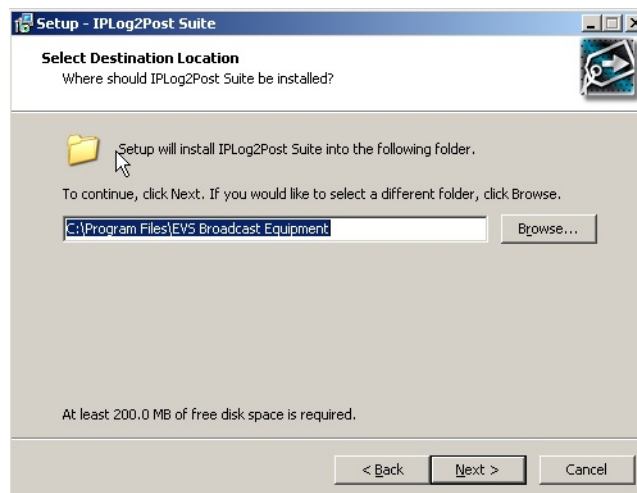 Setup - IPLog2Post Suite
Select Destination Location
Where should IPLog2Post Suite be installed?
Setup will install IPLog2Post Suite into the following folder.
To continue, click Next. If you would like to select a different folder, click Browse.
C:\Program Files\EVS Broadcast Equipment
Browse...
At least 200.0 MB of free disk space is required.
< Back
Next >
Cancel